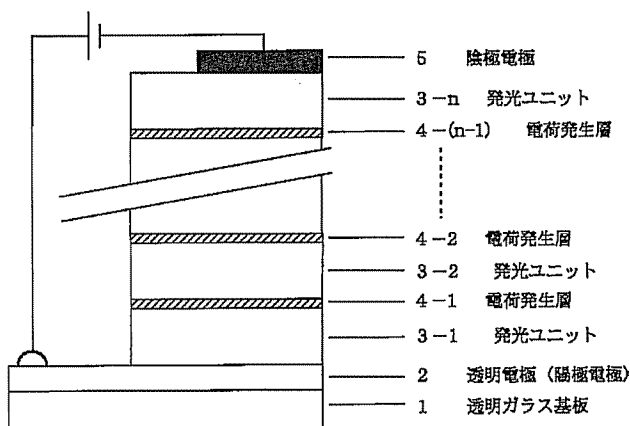 5 陰極電極
3－n 発光ユニット
4－(n-1) 電荷発生層
4-2 電荷発生層
3-2 発光ユニット
4-1 電荷発生層
3-1 発光ユニット
2 透明電極（陽極電極）
1 透明ガラス基板